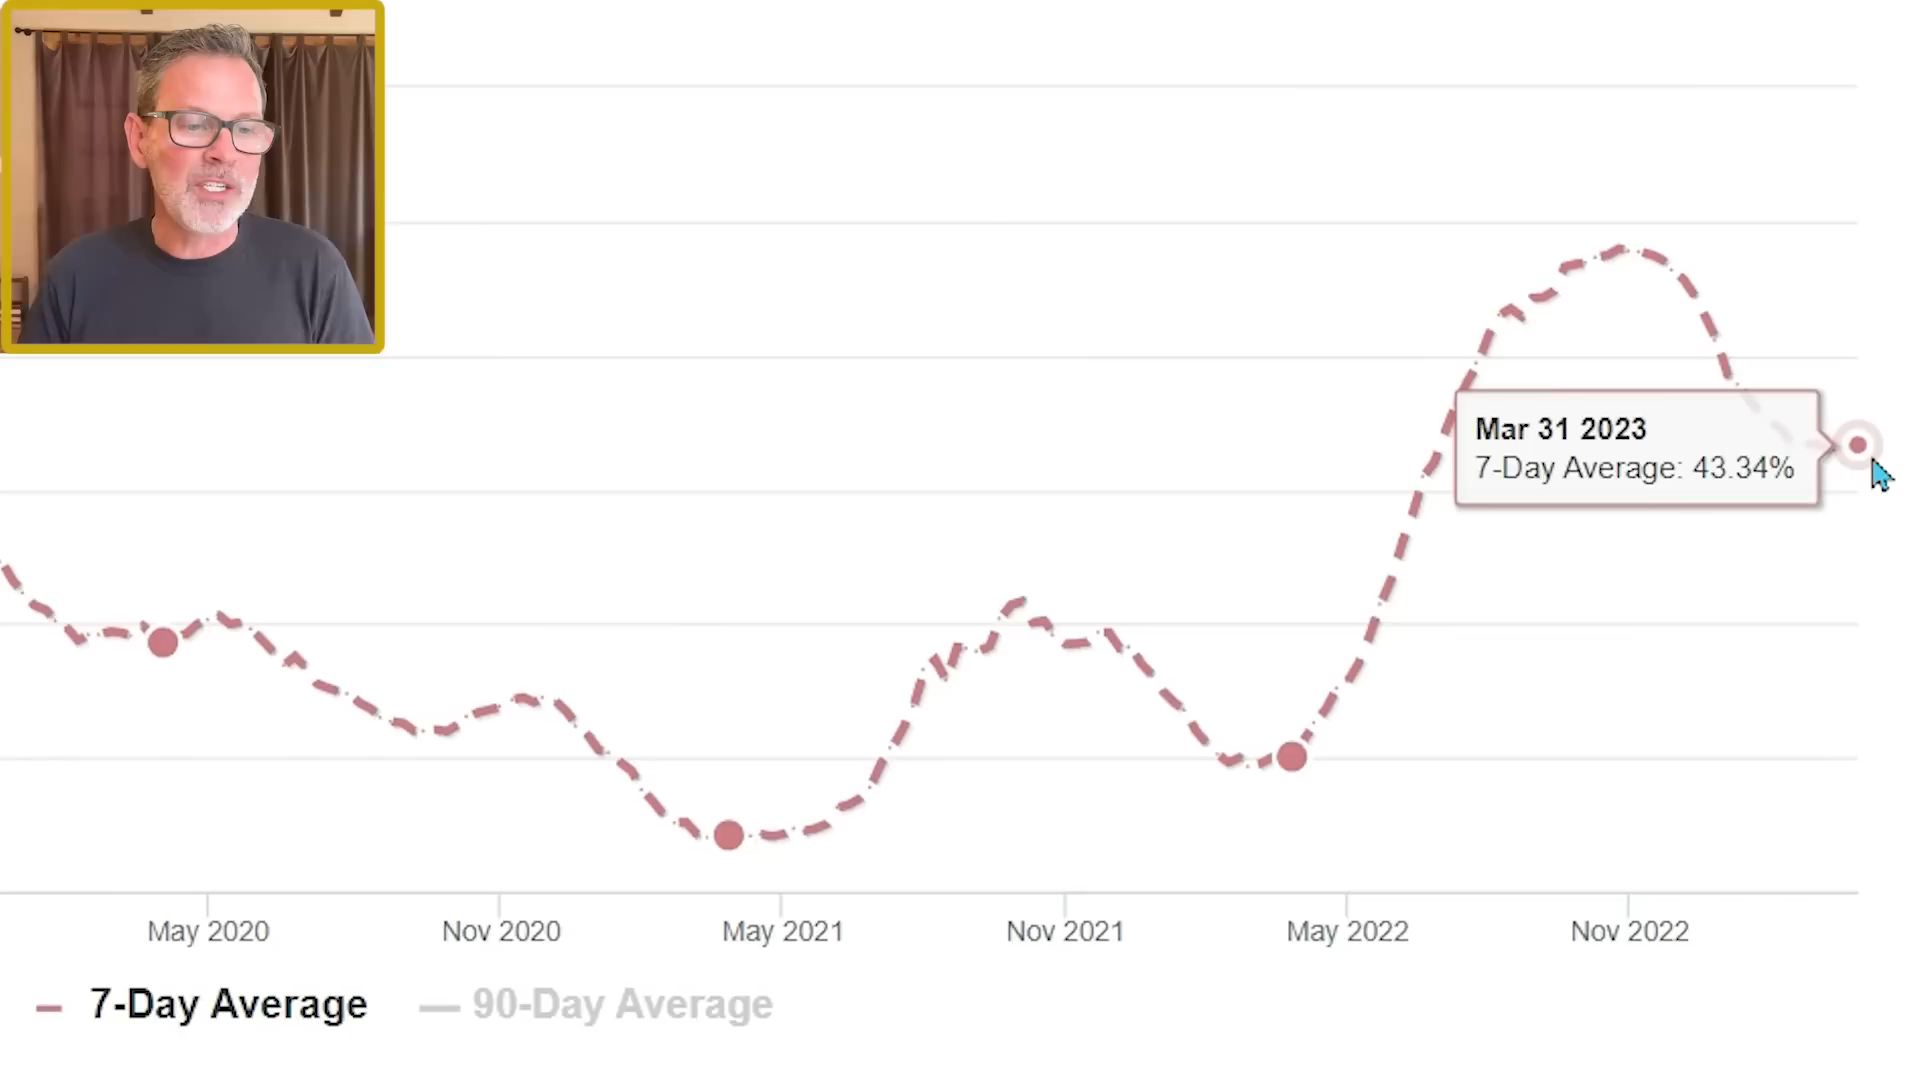 Mar 31 2023
7-Day Average: 43.34%
May 2020
Nov 2020
May 2021
Nov 2021
May 2022
Nov 2022
7-Day Average
90-Day Average